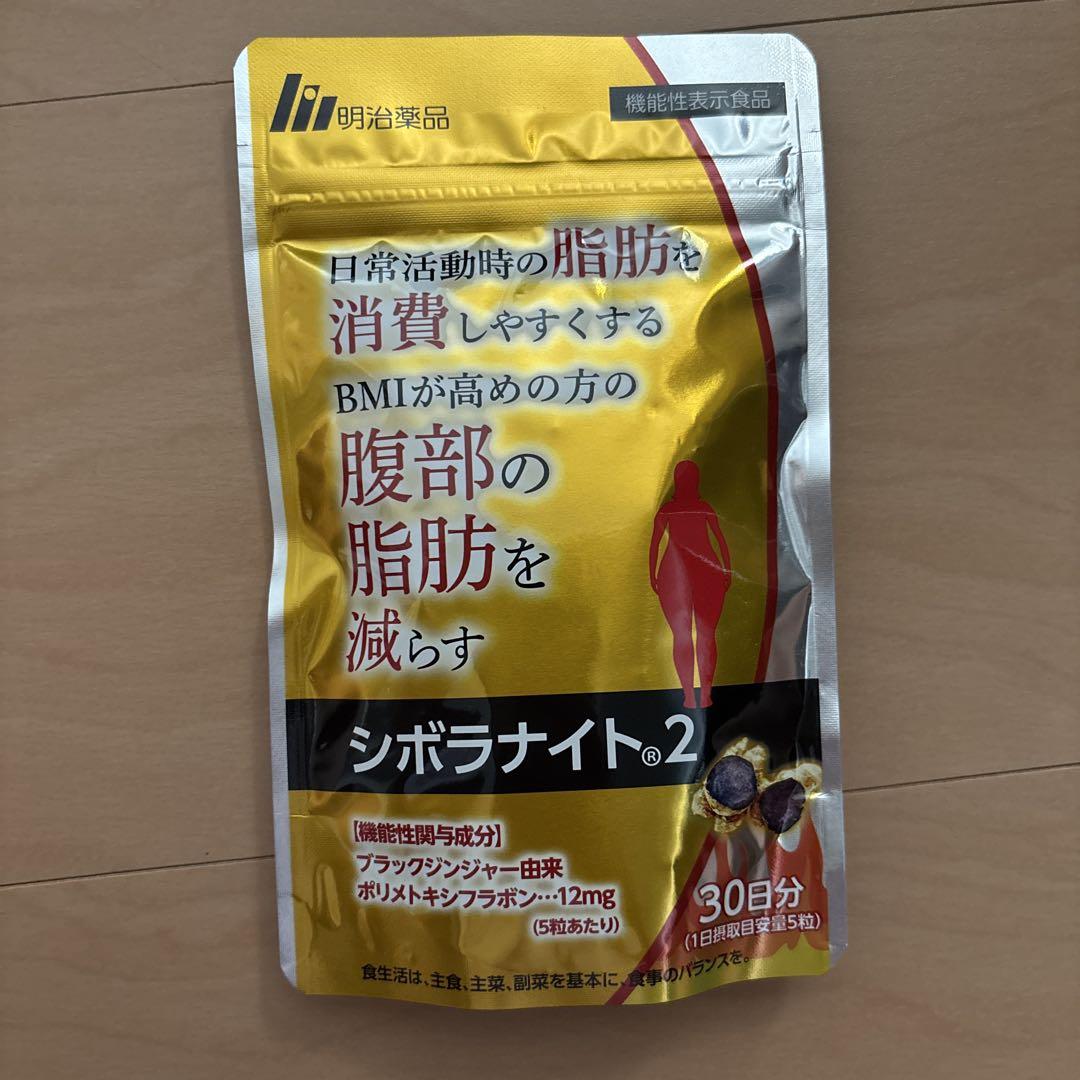 明治薬品
機能性表示食品
日常活動時の脂肪を
消費しやすくする
BMIが高めの方の
腹部の
脂肪を
減らす
シボラナイト®2
【機能性関与成分】
ブラックジンジャー由来
ポリメトキシフラボン…12mg
(5粒あたり)
30日分
(1日摂取目安量5粒)
食生活は、主食、主菜、副菜を基本に、食事のバランスを。